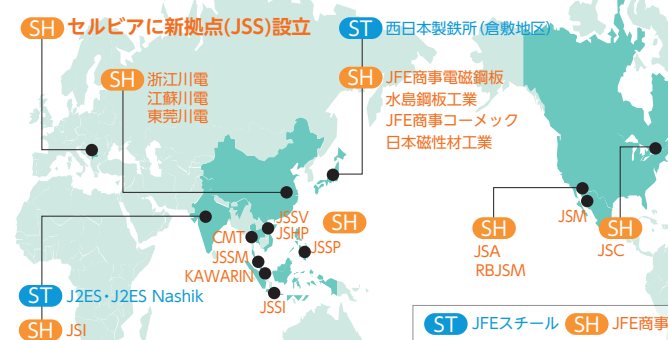 SH セルビアに新拠点(JSS)設立
ST 西日本製鉄所(倉敷地区)
SH 浙江川電
江蘇川電
東莞川電
SH JFE商事電磁鋼板
水島鋼板工業
JFE商事コーメック
日本磁性材工業
JSSV
JSHP
SH
CMT
JSSP
JSSM
KAWARIN
JSSI
JSM
SH
JSA
RBJSM
SH
JSC
ST J2ES・J2ES Nashik
SH JSI
ST JFEスチール SH JFE商事